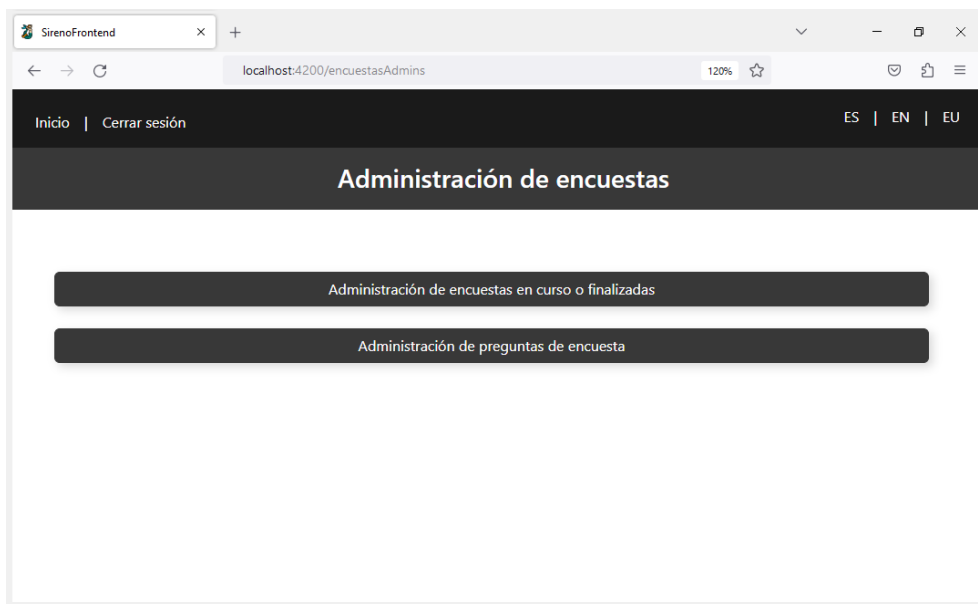 SirenoFrontend
localhost:4200/encuestasAdmins 120%
Inicio | Cerrar sesión ES | EN | EU
Administración de encuestas
Administración de encuestas en curso o finalizadas
Administración de preguntas de encuesta